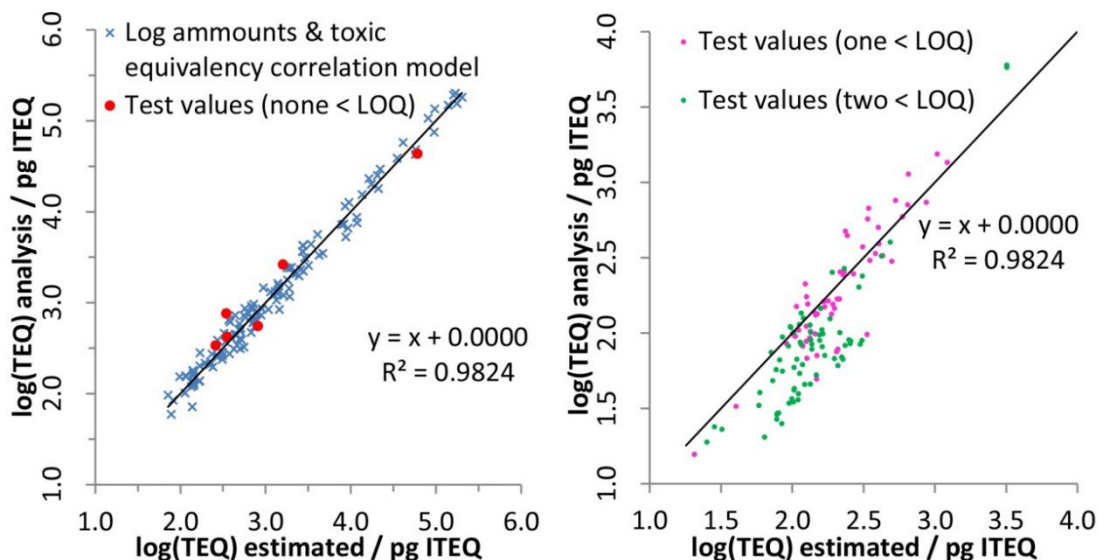 Log ammounts & toxic
equivalency correlation model
Test values (none < LOQ)
log(TEQ) analysis / pg ITEQ
6.0
5.0
4.0
3.0
2.0
1.0
y = x + 0.0000
R² = 0.9824
1.0 2.0 3.0 4.0 5.0 6.0
log(TEQ) estimated / pg ITEQ
Test values (one < LOQ)
Test values (two < LOQ)
log(TEQ) analysis / pg ITEQ
4.0
3.5
3.0
2.5
2.0
1.5
1.0
y = x + 0.0000
R² = 0.9824
1.0 1.5 2.0 2.5 3.0 3.5 4.0
log(TEQ) estimated / pg ITEQ